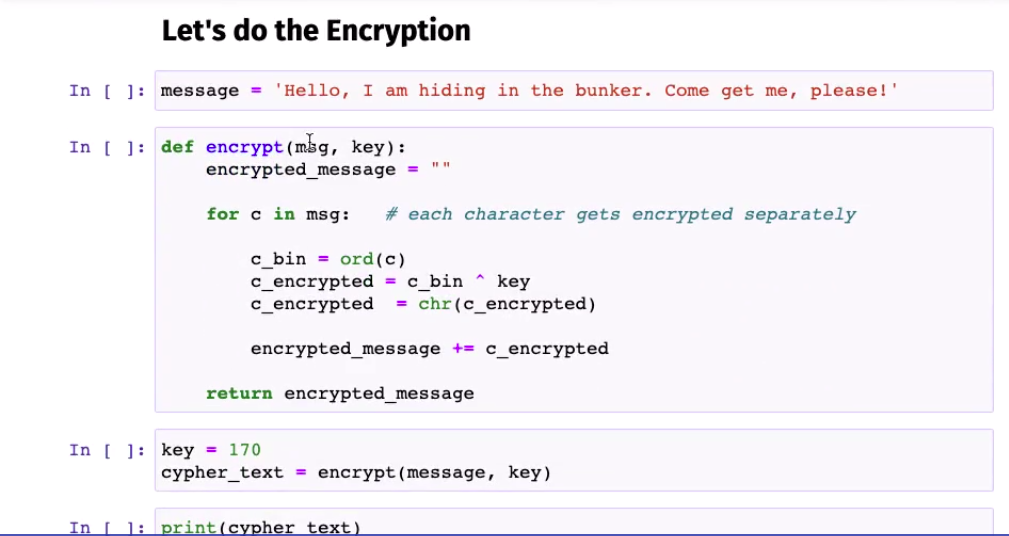 Let's do the Encryption
In [ ]: message = 'Hello, I am hiding in the bunker. Come get me, please!'
In [ ]: def encrypt(msg, key):
encrypted_message = ""
for c in msg:   # each character gets encrypted separately
c_bin = ord(c)
c_encrypted = c_bin ^ key
c_encrypted  = chr(c_encrypted)
encrypted_message += c_encrypted
return encrypted_message
In [ ]: key = 170
cypher_text = encrypt(message, key)
In [ ]: print(cypher_text)